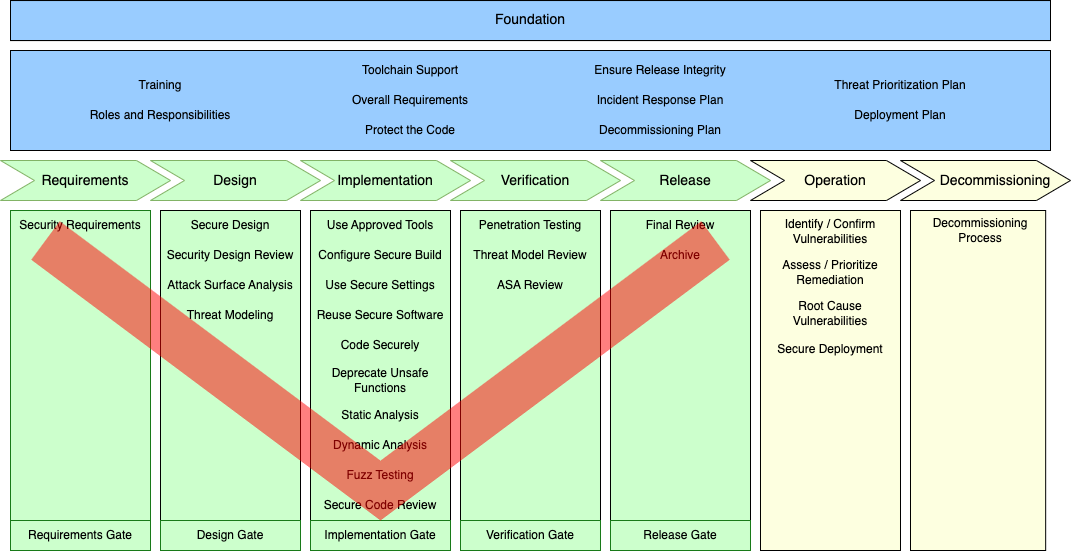 Foundation
Training
Roles and Responsibilities
Toolchain Support
Overall Requirements
Protect the Code
Ensure Release Integrity
Incident Response Plan
Decommissioning Plan
Threat Prioritization Plan
Deployment Plan
Requirements
Design
Implementation
Verification
Release
Operation
Decommissioning
Security Requirements
Requirements Gate
Secure Design
Security Design Review
Attack Surface Analysis
Threat Modeling
Design Gate
Use Approved Tools
Configure Secure Build
Use Secure Settings
Reuse Secure Software
Code Securely
Deprecate Unsafe
Functions
Static Analysis
Dynamic Analysis
Fuzz Testing
Secure Code Review
Implementation Gate
Penetration Testing
Threat Model Review
ASA Review
Verification Gate
Final Review
Archive
Release Gate
Identify / Confirm
Vulnerabilities
Assess / Prioritize
Remediation
Root Cause
Vulnerabilities
Secure Deployment
Decommissioning
Process